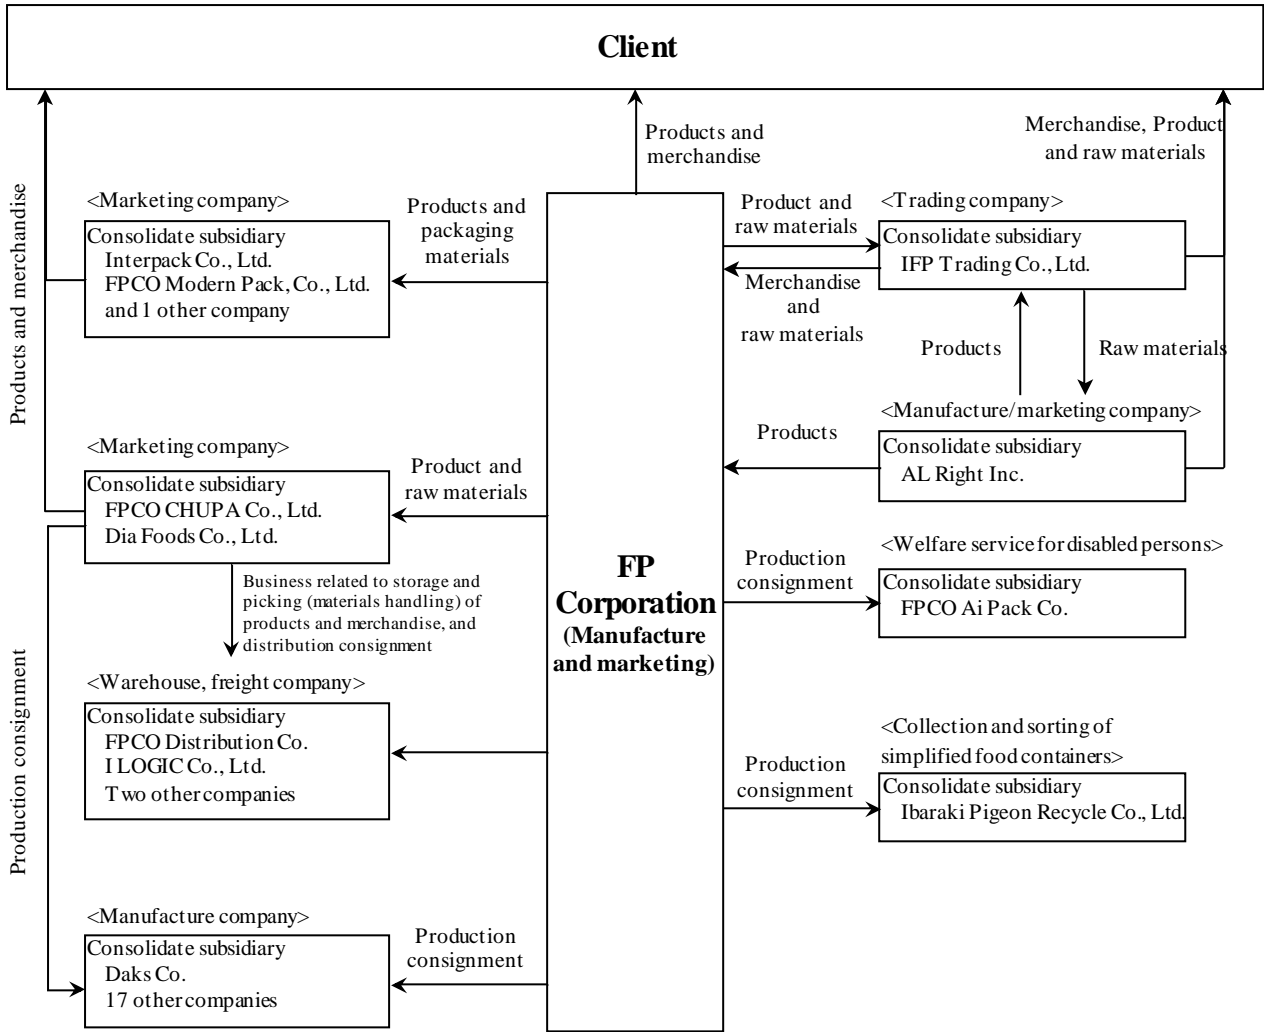 Client
Products and
merchandise
Merchandise, Product
and raw materials
Products and merchandise
<Marketing company>
Consolidate subsidiary
Interpack Co., Ltd.
FPCO Modern Pack, Co., Ltd.
and 1 other company
Products and
packaging
materials
Product and
raw materials
Merchandise
and
raw materials
<Trading company>
Consolidate subsidiary
IFP Trading Co., Ltd.
Products
Raw materials
<Manufacture/marketing company>
Consolidate subsidiary
AL Right Inc.
Products
<Marketing company>
Consolidate subsidiary
FPCO CHUPA Co., Ltd.
Dia Foods Co., Ltd.
Product and
raw materials
Business related to storage and
picking (materials handling) of
products and merchandise, and
distribution consignment
FP
Corporation
(Manufacture
and marketing)
Production
consignment
<Welfare service for disabled persons>
Consolidate subsidiary
FPCO Ai Pack Co.
Production consignment
<Warehouse, freight company>
Consolidate subsidiary
FPCO Distribution Co.
I LOGIC Co., Ltd.
Two other companies
Production
consignment
<Collection and sorting of
simplified food containers>
Consolidate subsidiary
Ibaraki Pigeon Recycle Co., Ltd.
<Manufacture company>
Consolidate subsidiary
Daks Co.
17 other companies
Production
consignment